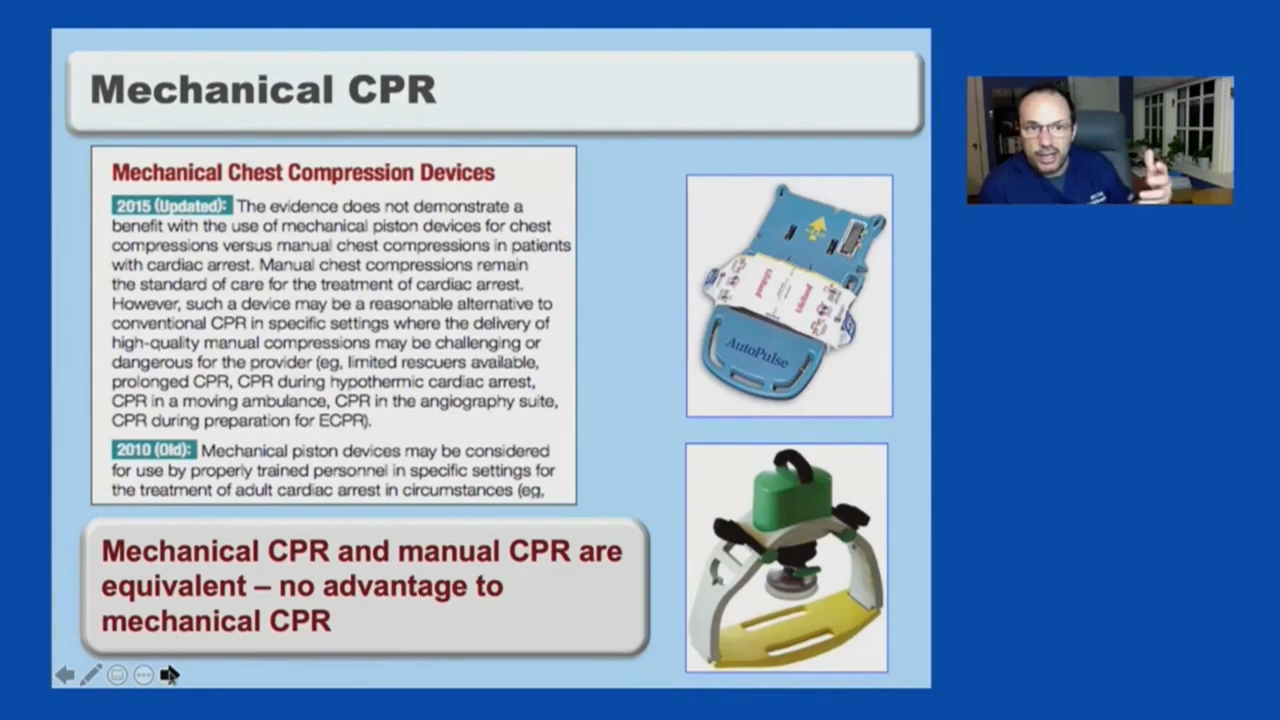 Mechanical CPR
Mechanical Chest Compression Devices
2015 (Updated): The evidence does not demonstrate a
benefit with the use of mechanical piston devices for chest
compressions versus manual chest compressions in patients
with cardiac arrest. Manual chest compressions remain
the standard of care for the treatment of cardiac arrest.
However, such a device may be a reasonable alternative to
conventional CPR in specific settings where the delivery of
high-quality manual compressions may be challenging or
dangerous for the provider (eg, limited rescuers available,
prolonged CPR, CPR during hypothermic cardiac arrest,
CPR in a moving ambulance, CPR in the angiography suite,
CPR during preparation for ECPR).
2010 (Old): Mechanical piston devices may be considered
for use by properly trained personnel in specific settings for
the treatment of adult cardiac arrest in circumstances (eg,
Mechanical CPR and manual CPR are
equivalent – no advantage to
mechanical CPR
AutoPulse